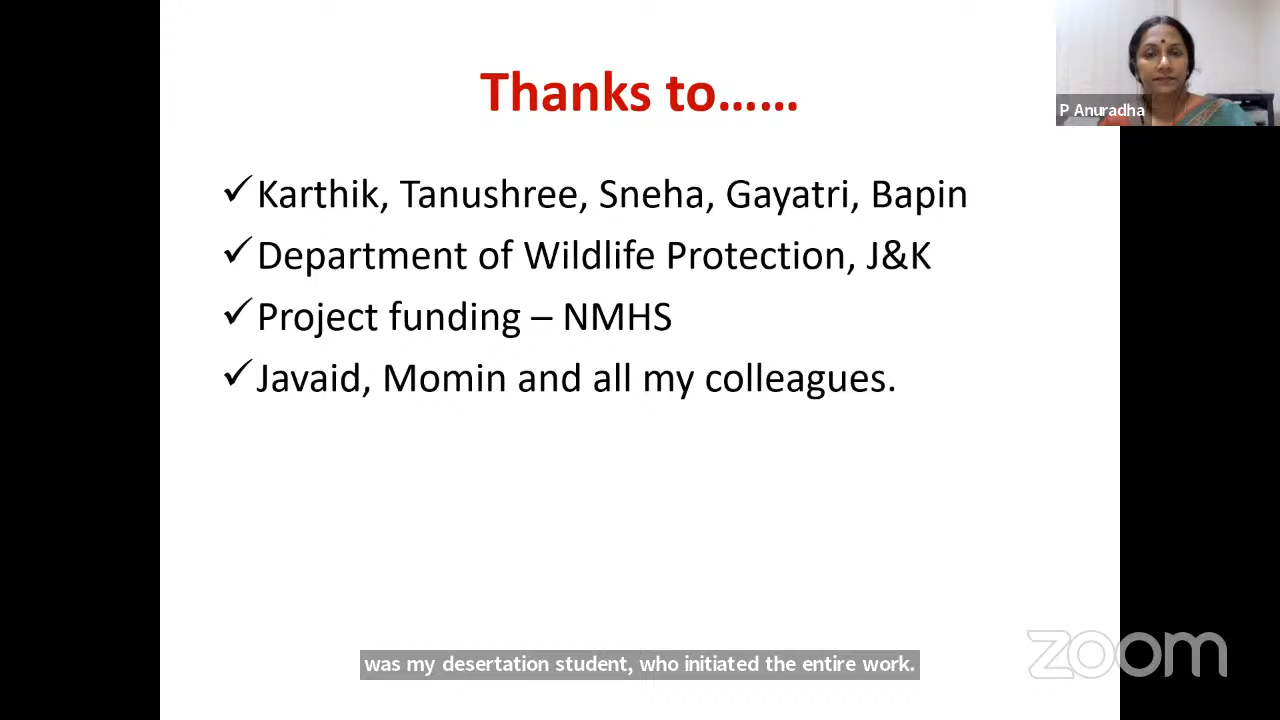 Thanks to......
P Anuradha
✓Karthik, Tanushree, Sneha, Gayatri, Bapin
✓Department of Wildlife Protection, J&K
✓Project funding – NMHS
✓Javaid, Momin and all my colleagues.
zoom
was my desertation student, who initiated the entire work.